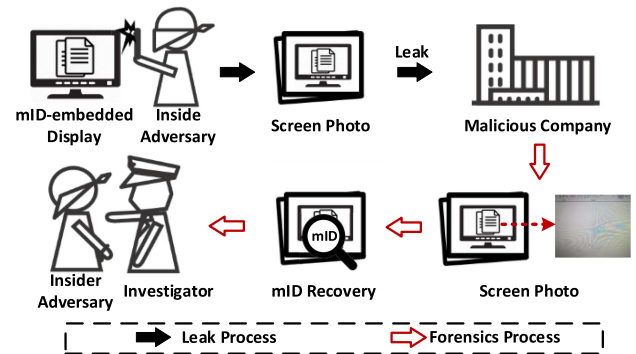 Leak
mID-embedded
Display
Inside
Adversary
Screen Photo
Malicious Company
mID
Insider
Adversary
Investigator
mID Recovery
Screen Photo
Leak Process
Forensics Process